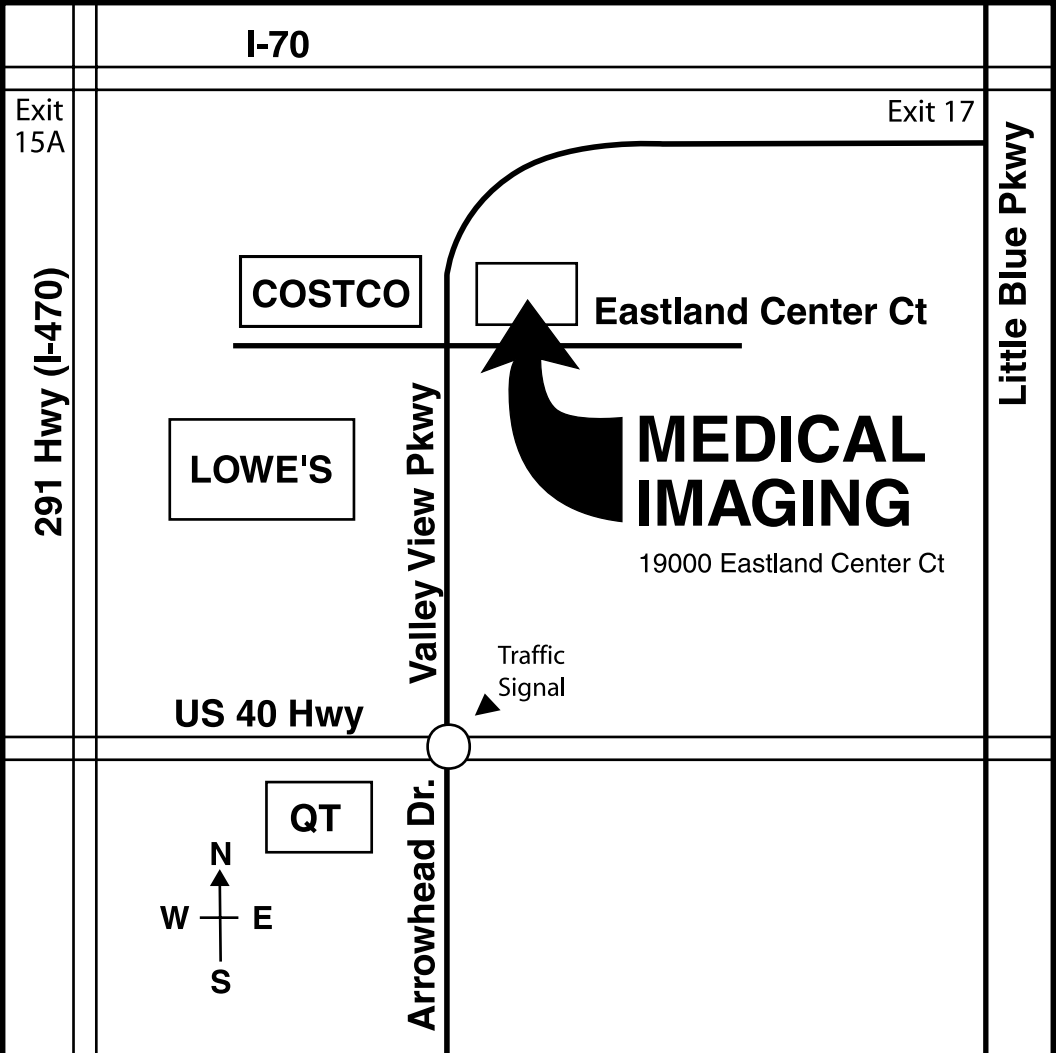 I-70
Exit
15A
Exit 17
Little Blue Pkwy
291 Hwy (I-470)
COSTCO
Eastland Center Ct
Valley View Pkwy
LOWE'S
MEDICAL
IMAGING
19000 Eastland Center Ct
Traffic
Signal
US 40 Hwy
QT
Arrowhead Dr.
N
W E
S